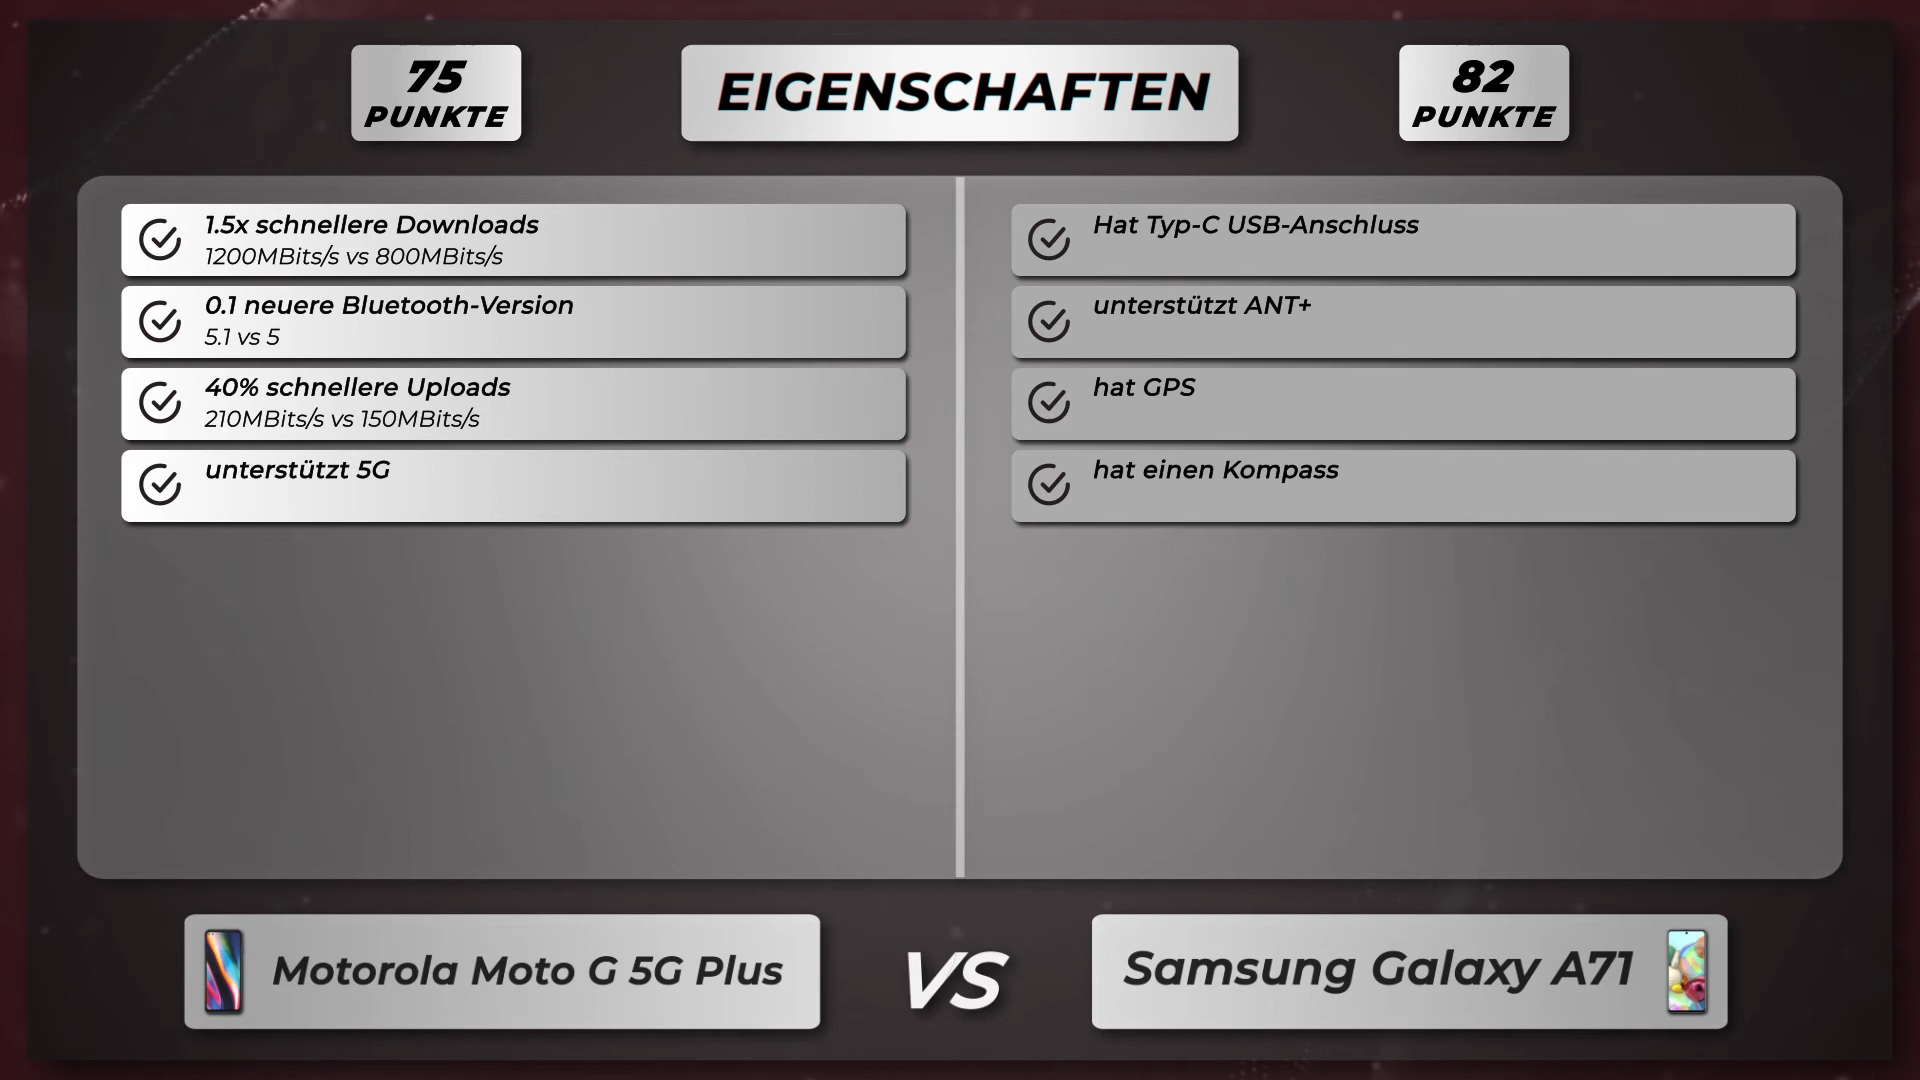 75
PUNKTE
EIGENSCHAFTEN
82
PUNKTE
1.5x schnellere Downloads
1200MBits/s vs 800MBits/s
0.1 neuere Bluetooth-Version
5.1 vs 5
40% schnellere Uploads
210MBits/s vs 150MBits/s
unterstützt 5G
Hat Typ-C USB-Anschluss
unterstützt ANT+
hat GPS
hat einen Kompass
Motorola Moto G 5G Plus
VS
Samsung Galaxy A71